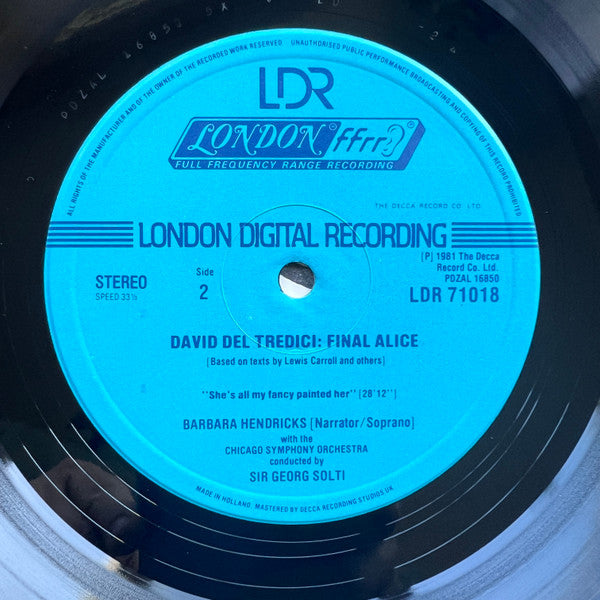 PDZAL 16850
ALL RIGHTS OF THE MANUFACTURER AND OF THE OWNER OF THE RECORDED WORK RESERVED. UNAUTHORISED PUBLIC PERFORMANCE BROADCASTING AND COPYING OF THIS RECORD PROHIBITED
LDR
LONDON ffrr
FULL FREQUENCY RANGE RECORDING
THE DECCA RECORD CO. LTD.
LONDON DIGITAL RECORDING
STEREO
SPEED 33⅓
Side
2
[P] 1981 The Decca
Record Co. Ltd.
PDZAL 16850
LDR 71018
DAVID DEL TREDICI: FINAL ALICE
[Based on texts by Lewis Carroll and others]
"She's all my fancy painted her" [28'12"]
BARBARA HENDRICKS [Narrator/Soprano]
with the
CHICAGO SYMPHONY ORCHESTRA
conducted by
SIR GEORG SOLTI
MADE IN HOLLAND. MASTERED BY DECCA RECORDING STUDIOS UK